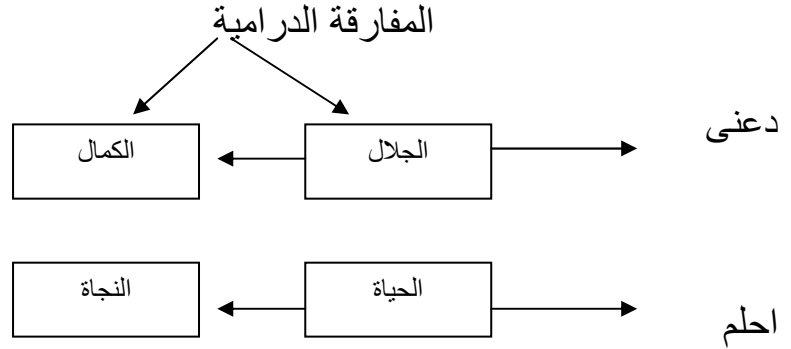 المفارقة الدرامية
دعنى
الجلال
الكمال
احلم
الحياة
النجاة